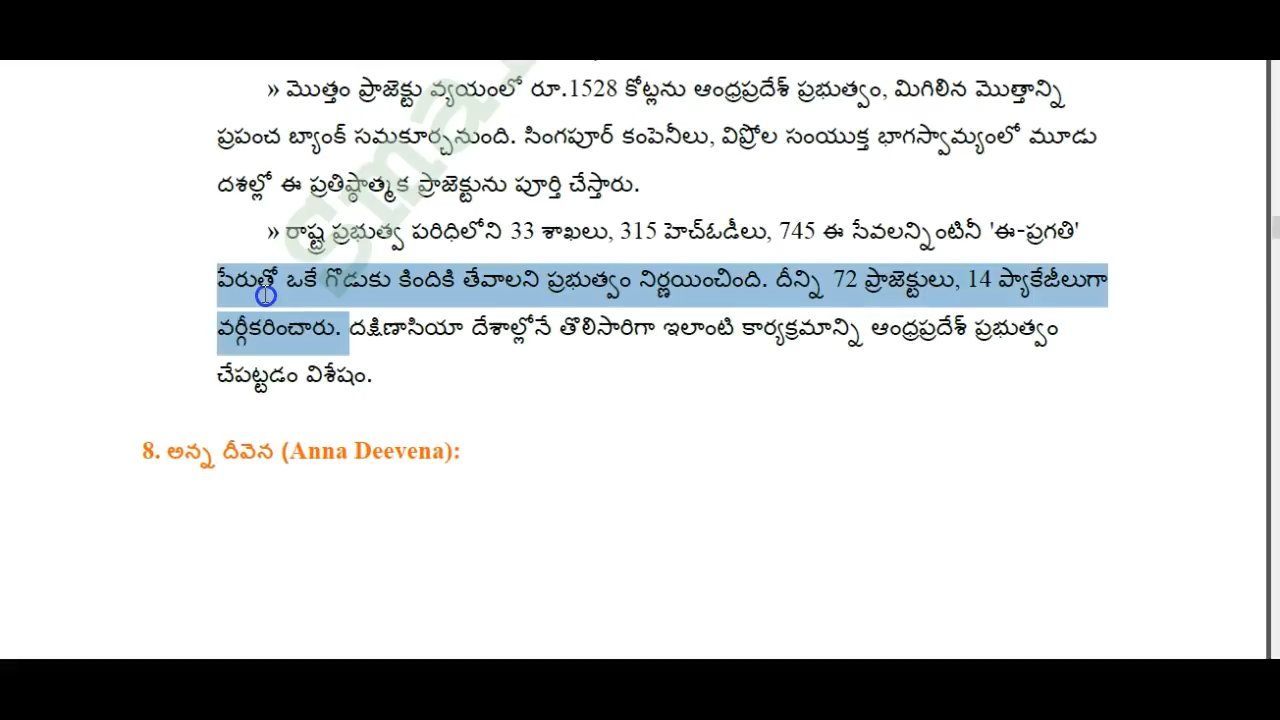 » మొత్తం ప్రాజెక్టు వ్యయంలో రూ.1528 కోట్లను ఆంధ్రప్రదేశ్ ప్రభుత్వం, మిగిలిన మొత్తాన్ని
ప్రపంచ బ్యాంక్ సమకూర్చనుంది. సింగపూర్ కంపెనీలు, విప్రోల సంయుక్త భాగస్వామ్యంలో మూడు
దశల్లో ఈ ప్రతిష్ఠాత్మక ప్రాజెక్టును పూర్తి చేస్తారు.
» రాష్ట్ర ప్రభుత్వ పరిధిలోని 33 శాఖలు, 315 హెచ్ఓడీలు, 745 ఈ సేవలన్నింటినీ 'ఈ-ప్రగతి'
పేరుతో ఒకే గొడుకు కిందికి తేవాలని ప్రభుత్వం నిర్ణయించింది. దీన్ని 72 ప్రాజెక్టులు, 14 ప్యాకేజీలుగా
వర్గీకరించారు. దక్షిణాసియా దేశాల్లోనే తొలిసారిగా ఇలాంటి కార్యక్రమాన్ని ఆంధ్రప్రదేశ్ ప్రభుత్వం
చేపట్టడం విశేషం.
8. అన్న దీవెన (Anna Deevena):